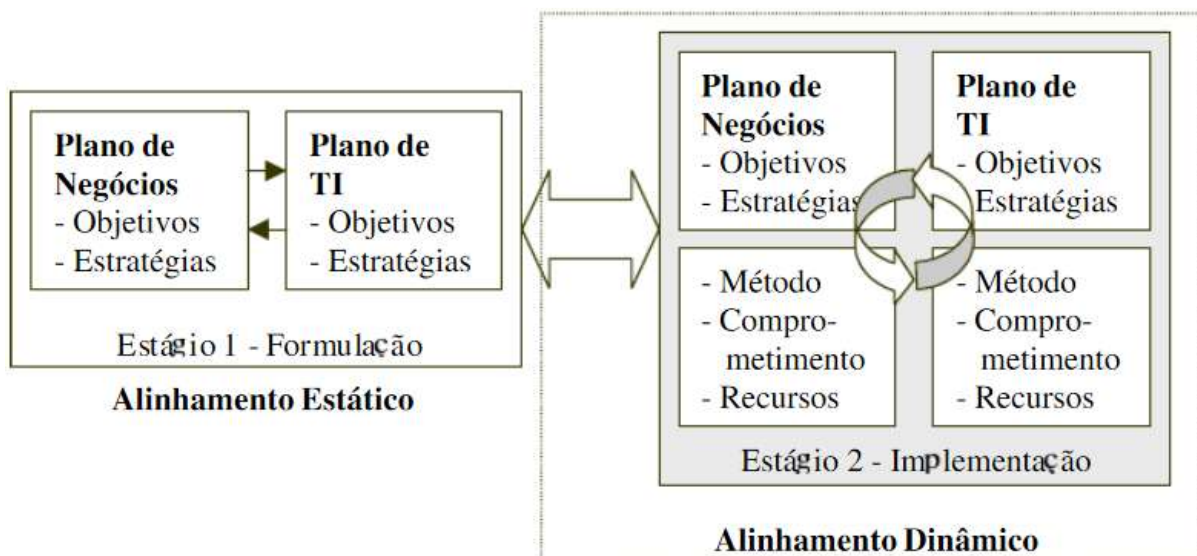 Plano de
Negócios
- Objetivos
- Estratégias
Plano de
TI
- Objetivos
- Estratégias
Estágio 1 - Formulação
Alinhamento Estático
Plano de
Negócios
- Objetivos
- Estratégias
Plano de
TI
- Objetivos
Estratégias
- Método
- Compro-
metimento
- Recursos
- Método
- Compro-
metimento
- Recursos
Estágio 2 - Implementação
Alinhamento Dinâmico